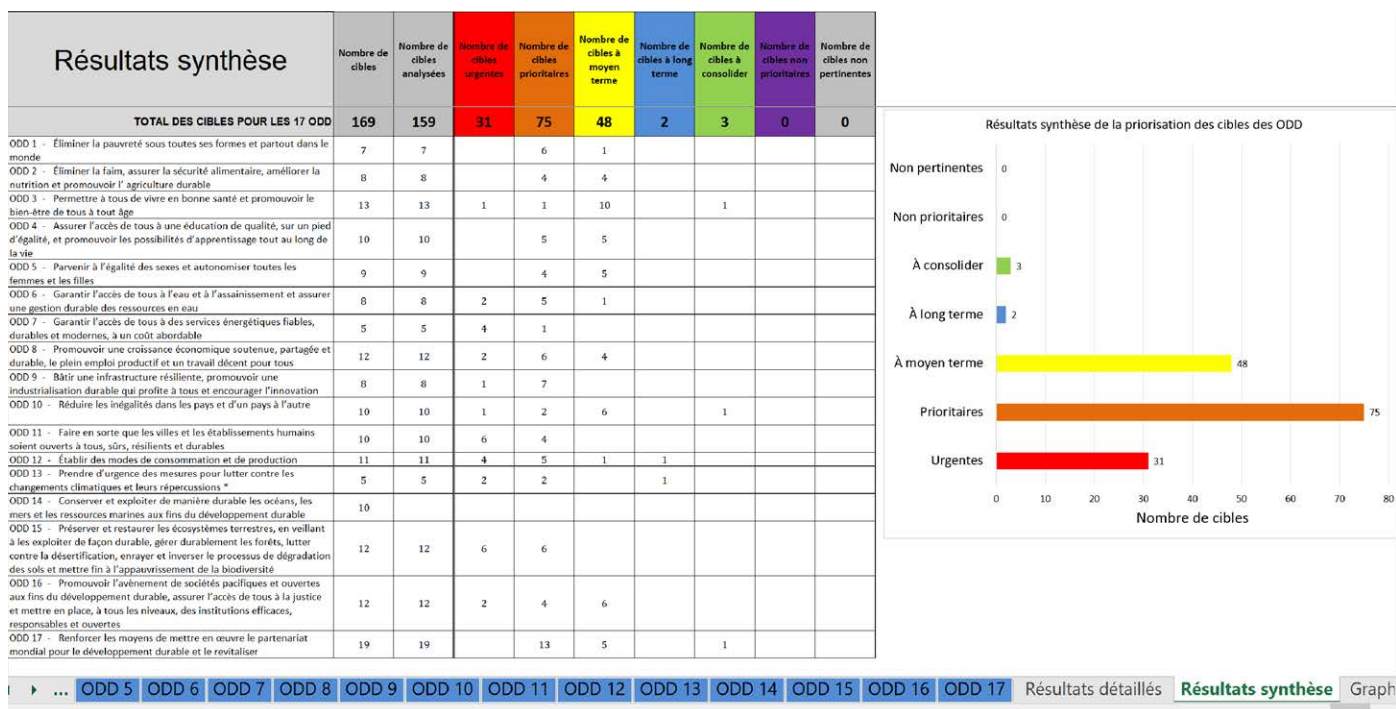 Résultats synthèse
Nombre de
cibles
Nombre de
cibles
analysées
Nombre de
cibles
urgentes
Nombre de
cibles
prioritaires
Nombre de
cibles à
moyen
terme
Nombre de
cibles à long
terme
Nombre de
cibles à
consolider
Nombre de
cibles non
prioritaires
Nombre de
cibles non
pertinentes
TOTAL DES CIBLES POUR LES 17 ODD 169 159 31 75 48 2 3 0 0
ODD 1 - Éliminer la pauvreté sous toutes ses formes et partout dans le
monde
7 7 6 1
ODD 2 - Éliminer la faim, assurer la sécurité alimentaire, améliorer la
nutrition et promouvoir l' agriculture durable
8 8 4 4
ODD 3 - Permettre à tous de vivre en bonne santé et promouvoir le
bien-être de tous à tout âge
13 13 1 1 10 1
ODD 4 - Assurer l'accès de tous à une éducation de qualité, sur un pied
d'égalité, et promouvoir les possibilités d'apprentissage tout au long de
la vie
10 10 5 5
ODD 5 - Parvenir à l'égalité des sexes et autonomiser toutes les
femmes et les filles
9 9 4 5
ODD 6 - Garantir l'accès de tous à l'eau et à l'assainissement et assurer
une gestion durable des ressources en eau
8 8 2 5 1
ODD 7 - Garantir l'accès de tous à des services énergétiques fiables,
durables et modernes, à un coût abordable
5 5 4 1
ODD 8 - Promouvoir une croissance économique soutenue, partagée et
durable, le plein emploi productif et un travail décent pour tous
12 12 2 6 4
ODD 9 - Bâtir une infrastructure résiliente, promouvoir une
industrialisation durable qui profite à tous et encourager l'innovation
8 8 1 7
ODD 10 - Réduire les inégalités dans les pays et d'un pays à l'autre
10 10 1 2 6 1
ODD 11 - Faire en sorte que les villes et les établissements humains
soient ouverts à tous, sûrs, résilients et durables
10 10 6 4
ODD 12 - Établir des modes de consommation et de production 11 11 4 5 1 1
ODD 13 - Prendre d'urgence des mesures pour lutter contre les
changements climatiques et leurs répercussions *
5 5 2 2 1
ODD 14 - Conserver et exploiter de manière durable les océans, les
mers et les ressources marines aux fins du développement durable
10
ODD 15 - Préserver et restaurer les écosystèmes terrestres, en veillant
à les exploiter de façon durable, gérer durablement les forêts, lutter
contre la désertification, enrayer et inverser le processus de dégradation
des sols et mettre fin à l'appauvrissement de la biodiversité
12 12 6 6
ODD 16 - Promouvoir l'avènement de sociétés pacifiques et ouvertes
aux fins du développement durable, assurer l'accès de tous à la justice
et mettre en place, à tous les niveaux, des institutions efficaces,
responsables et ouvertes
12 12 2 4 6
ODD 17 - Renforcer les moyens de mettre en œuvre le partenariat
mondial pour le développement durable et le revitaliser
19 19 13 5 1
Résultats synthèse de la priorisation des cibles des ODD
Non pertinentes 0
Non prioritaires 0
À consolider 3
À long terme 2
À moyen terme 48
Prioritaires 75
Urgentes 31
0 10 20 30 40 50 60 70 80
Nombre de cibles
... ODD 5 ODD 6 ODD 7 ODD 8 ODD 9 ODD 10 ODD 11 ODD 12 ODD 13 ODD 14 ODD 15 ODD 16 ODD 17 Résultats détaillés Résultats synthèse Graph